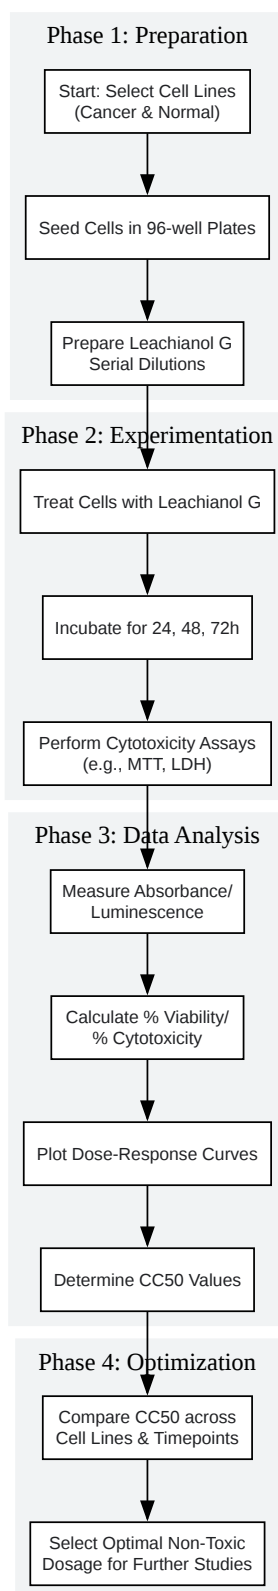 Phase 1: Preparation
Start: Select Cell Lines
(Cancer & Normal)
Seed Cells in 96-well Plates
Prepare Leachianol G
Serial Dilutions
Phase 2: Experimentation
Treat Cells with Leachianol G
Incubate for 24, 48, 72h
Perform Cytotoxicity Assays
(e.g., MTT, LDH)
Phase 3: Data Analysis
Measure Absorbance/
Luminescence
Calculate % Viability/
% Cytotoxicity
Plot Dose-Response Curves
Determine CC50 Values
Phase 4: Optimization
Compare CC50 across
Cell Lines & Timepoints
Select Optimal Non-Toxic
Dosage for Further Studies